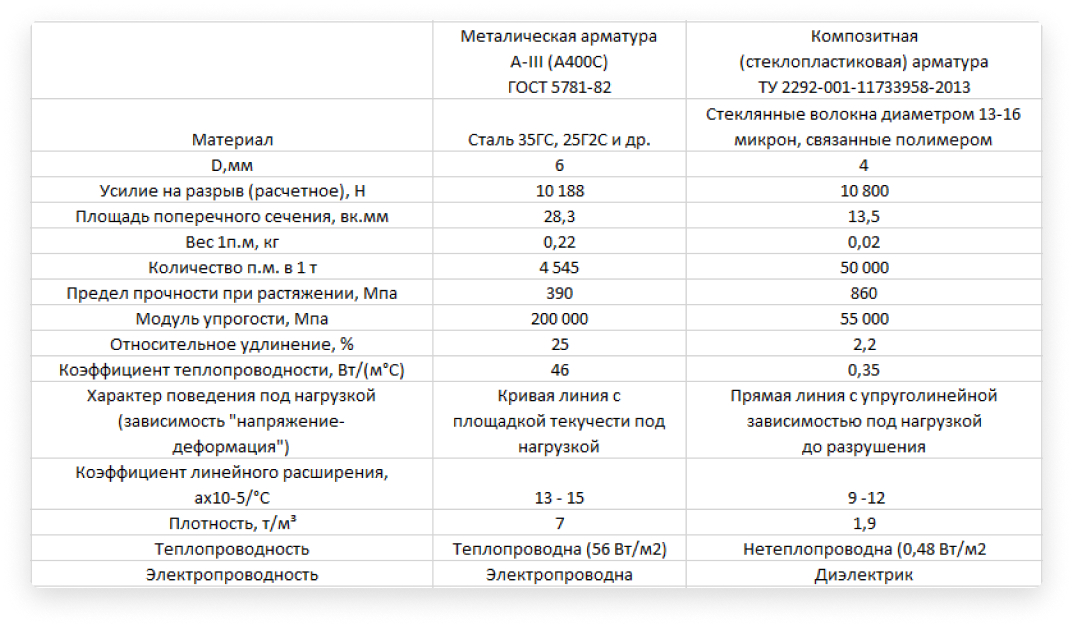 Металическая арматура
А-III (А400С)
ГОСТ 5781-82
Композитная
(стеклопластиковая) арматура
ТУ 2292-001-11733958-2013
Материал
Сталь 35ГС, 25Г2С и др.
Стеклянные волокна диаметром 13-16
микрон, связанные полимером
D,мм
6
4
Усилие на разрыв (расчетное), Н
10 188
10 800
Площадь поперечного сечения, вк.мм
28,3
13,5
Вес 1п.м, кг
0,22
0,02
Количество п.м. в 1 т
4 545
50 000
Предел прочности при растяжении, Мпа
390
860
Модуль упрогости, Мпа
200 000
55 000
Относительное удлинение, %
25
2,2
Коэффициент теплопроводности, Вт/(м°С)
46
0,35
Характер поведения под нагрузкой
(зависимость "напряжение-
деформация")
Кривая линия с
площадкой текучести под
нагрузкой
Прямая линия с упруголинейной
зависимостью под нагрузкой
до разрушения
Коэффициент линейного расширения,
ах10-5/°С
13 - 15
9 -12
Плотность, т/м³
7
1,9
Теплопроводность
Теплопроводна (56 Вт/м2)
Нетеплопроводна (0,48 Вт/м2
Электропроводность
Электропроводна
Диэлектрик